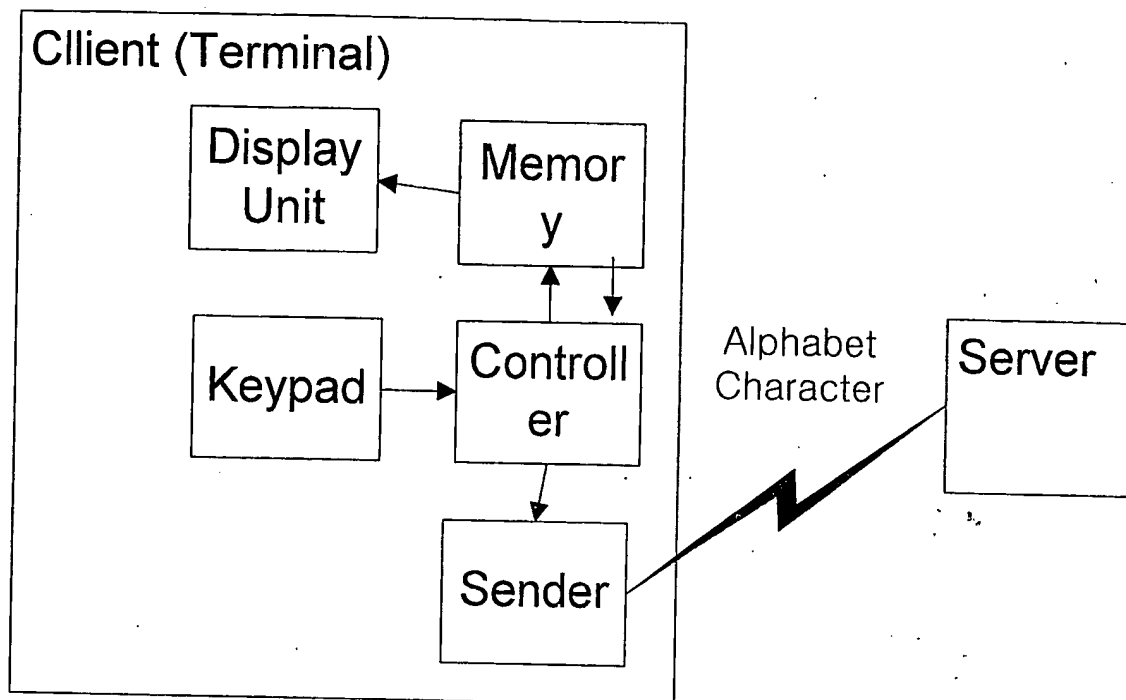 Cllient (Terminal)
Display
Unit
Memor
y
Keypad
Controll
er
Alphabet
Character
Server
Sender